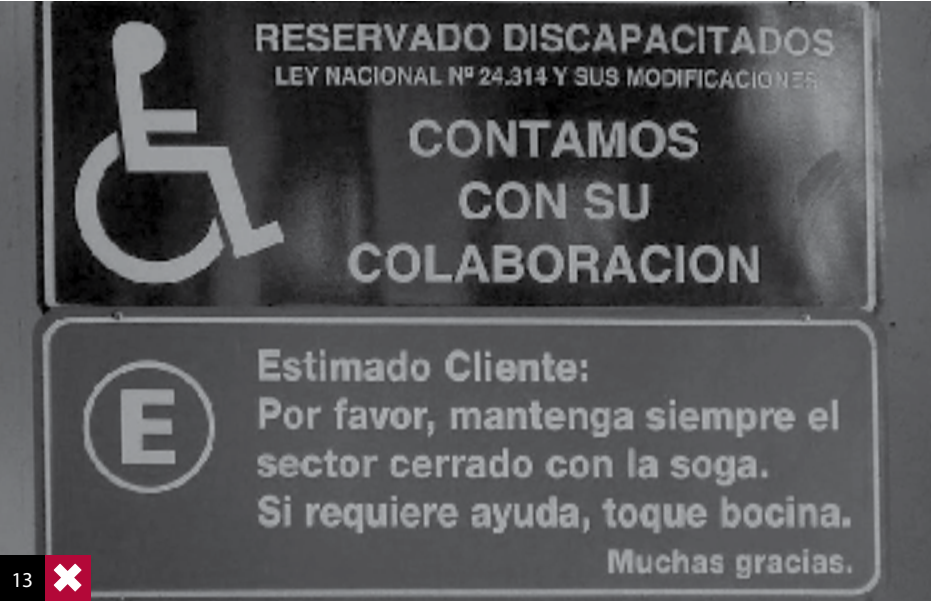 RESERVADO DISCAPACITADOS
LEY NACIONAL Nº 24.314 Y SUS MODIFICACIONES
CONTAMOS
CON SU
COLABORACION
E
Estimado Cliente:
Por favor, mantenga siempre el
sector cerrado con la soga.
Si requiere ayuda, toque bocina.
Muchas gracias.
13